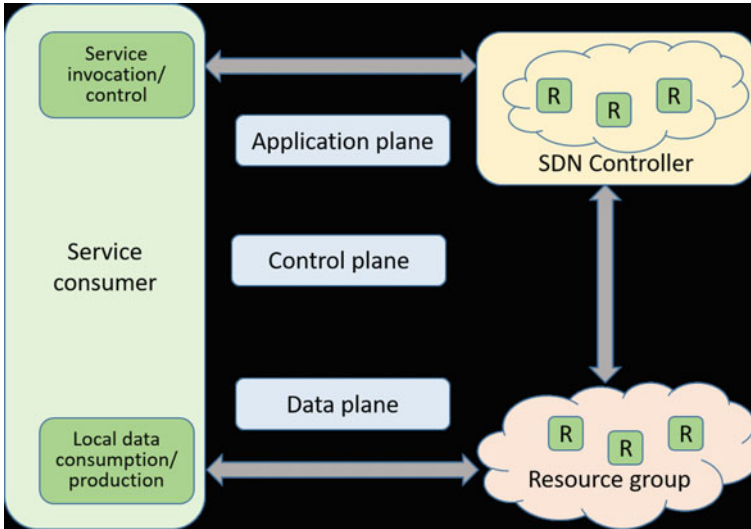 Service
invocation/
control
R
R
R
SDN Controller
Application plane
Service
consumer
Control plane
Data plane
Local data
consumption/
production
R
R
R
Resource group